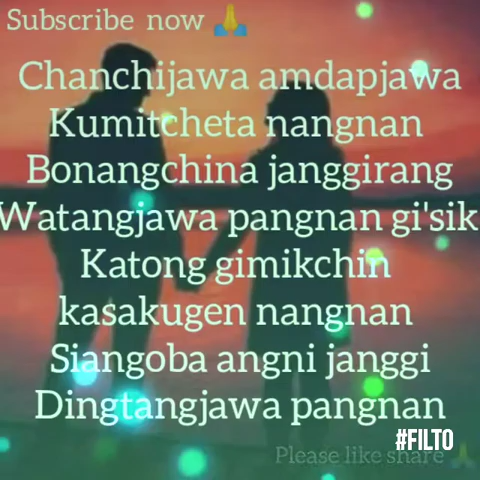 Subscribe now 🙏
Chanchijawa amdapjawa
Kumitcheta nangnan
Bonangchina janggirang
Watangjawa pangnan gi'sik
Katong gimikchin
kasakugen nangnan
Siangoba angni janggi
Dingtangjawa pangnan
#FILTO
Please like share 🙏